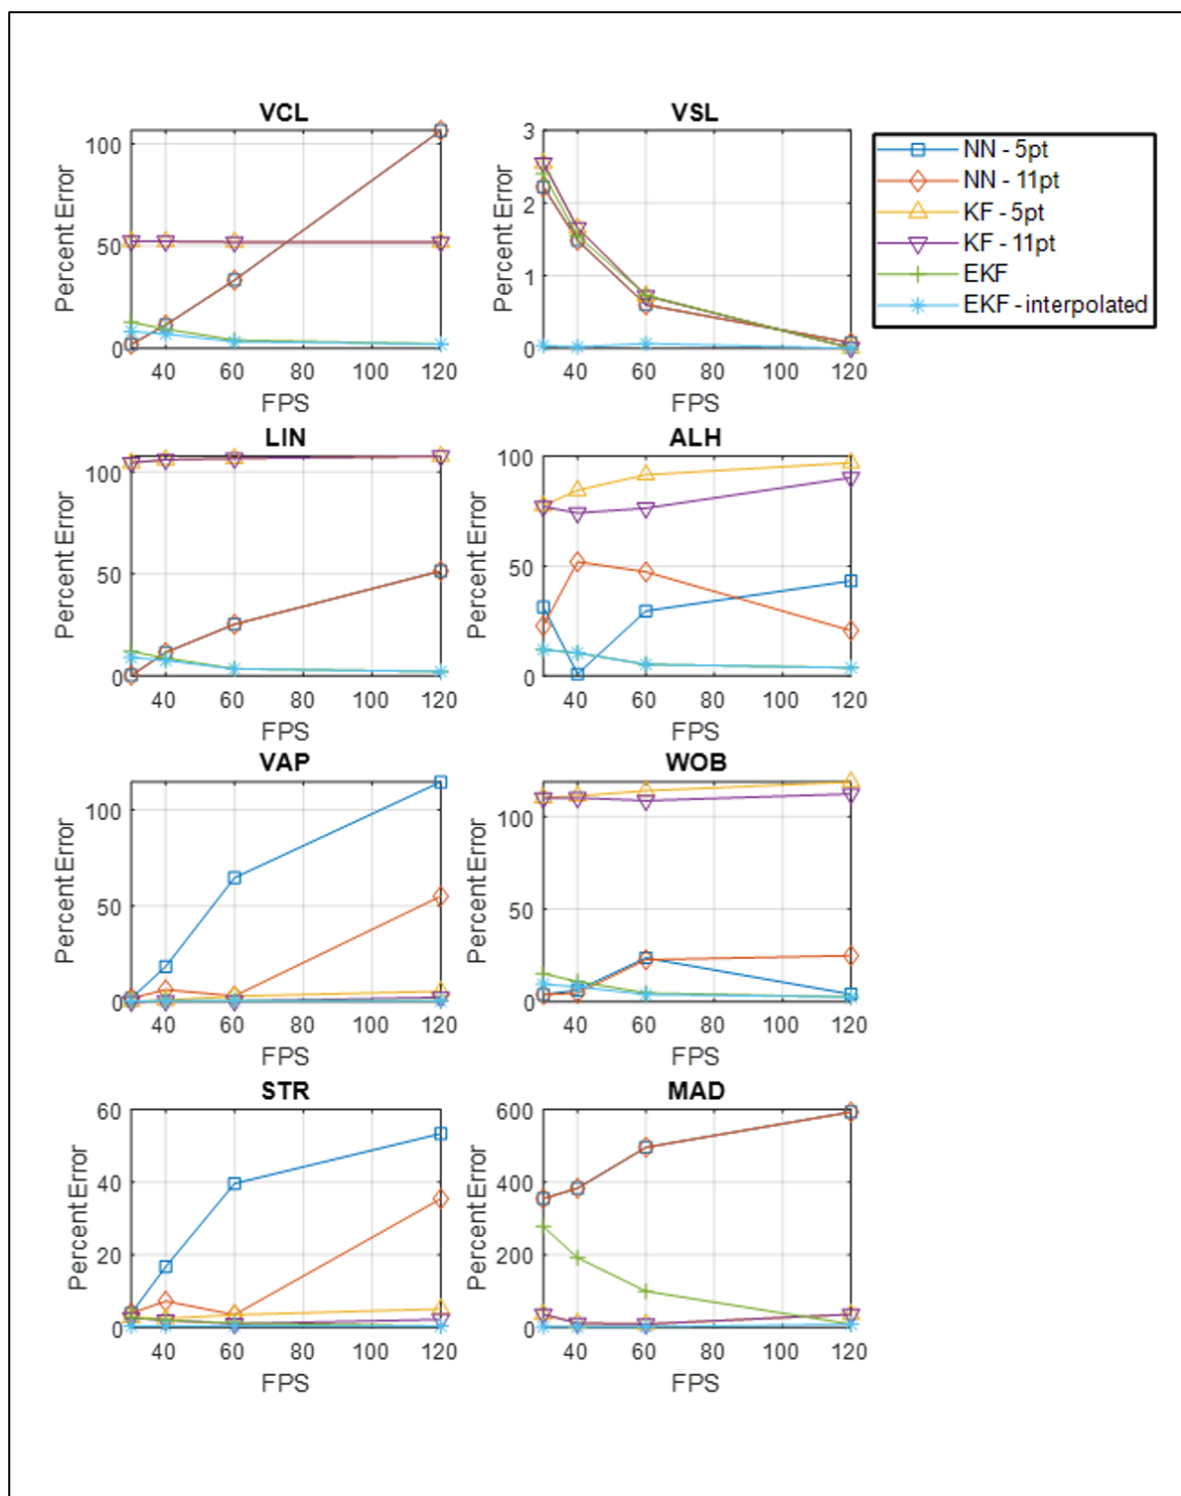 VCL
VSL
100
50
0
Percent Error
40 60 80 100 120
FPS
3
2
1
0
Percent Error
40 60 80 100 120
FPS
NN - 5pt
NN - 11pt
KF - 5pt
KF - 11pt
EKF
EKF - interpolated
LIN
ALH
100
50
0
Percent Error
40 60 80 100 120
FPS
100
50
0
Percent Error
40 60 80 100 120
FPS
VAP
WOB
100
50
0
Percent Error
40 60 80 100 120
FPS
100
50
0
Percent Error
40 60 80 100 120
FPS
STR
MAD
60
40
20
0
Percent Error
40 60 80 100 120
FPS
600
400
200
0
Percent Error
40 60 80 100 120
FPS